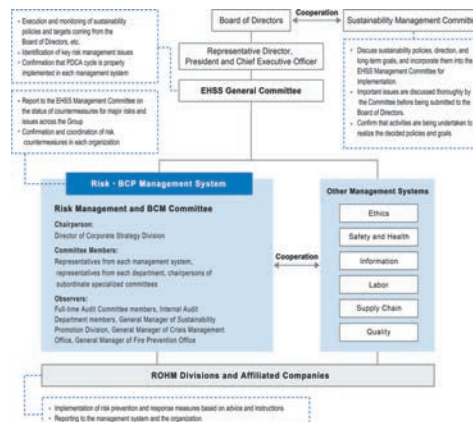 Board of Directors
Cooperation
Sustainability Management Committ
Representative Director,
President and Chief Executive Officer
EHSS General Committee
• Execution and monitoring of sustainability
policies and targets coming from the
Board of Directors, etc.
• Identification of key risk management issues
• Confirmation that PDCA cycle is properly
implemented in each management system
• Discuss sustainability policies, direction, and
long-term goals, and incorporate them into the
EHSS Management Committee for
implementation.
• Important issues are discussed thoroughly by
the Committee before being submitted to the
Board of Directors.
• Confirm that activities are being undertaken to
realize the decided policies and goals
• Report to the EHSS Management Committee on
the status of countermeasures for major risks and
issues across the Group
• Confirmation and coordination of risk
countermeasures in each organization
Risk・BCP Management System
Risk Management and BCM Committee
Chairperson:
Director of Corporate Strategy Division
Committee Members:
Representatives from each management system,
representatives from each department, chairpersons of
subordinate specialized committees
Observers:
Full-time Audit Committee members, Internal Audit
Department members, General Manager of Sustainability
Promotion Division, General Manager of Crisis Management
Office, General Manager of Fire Prevention Office
Cooperation
Other Management Systems
Ethics
Safety and Health
Information
Labor
Supply Chain
Quality
ROHM Divisions and Affiliated Companies
• Implementation of risk prevention and response measures based on advice and instructions
• Reporting to the management system and the organization